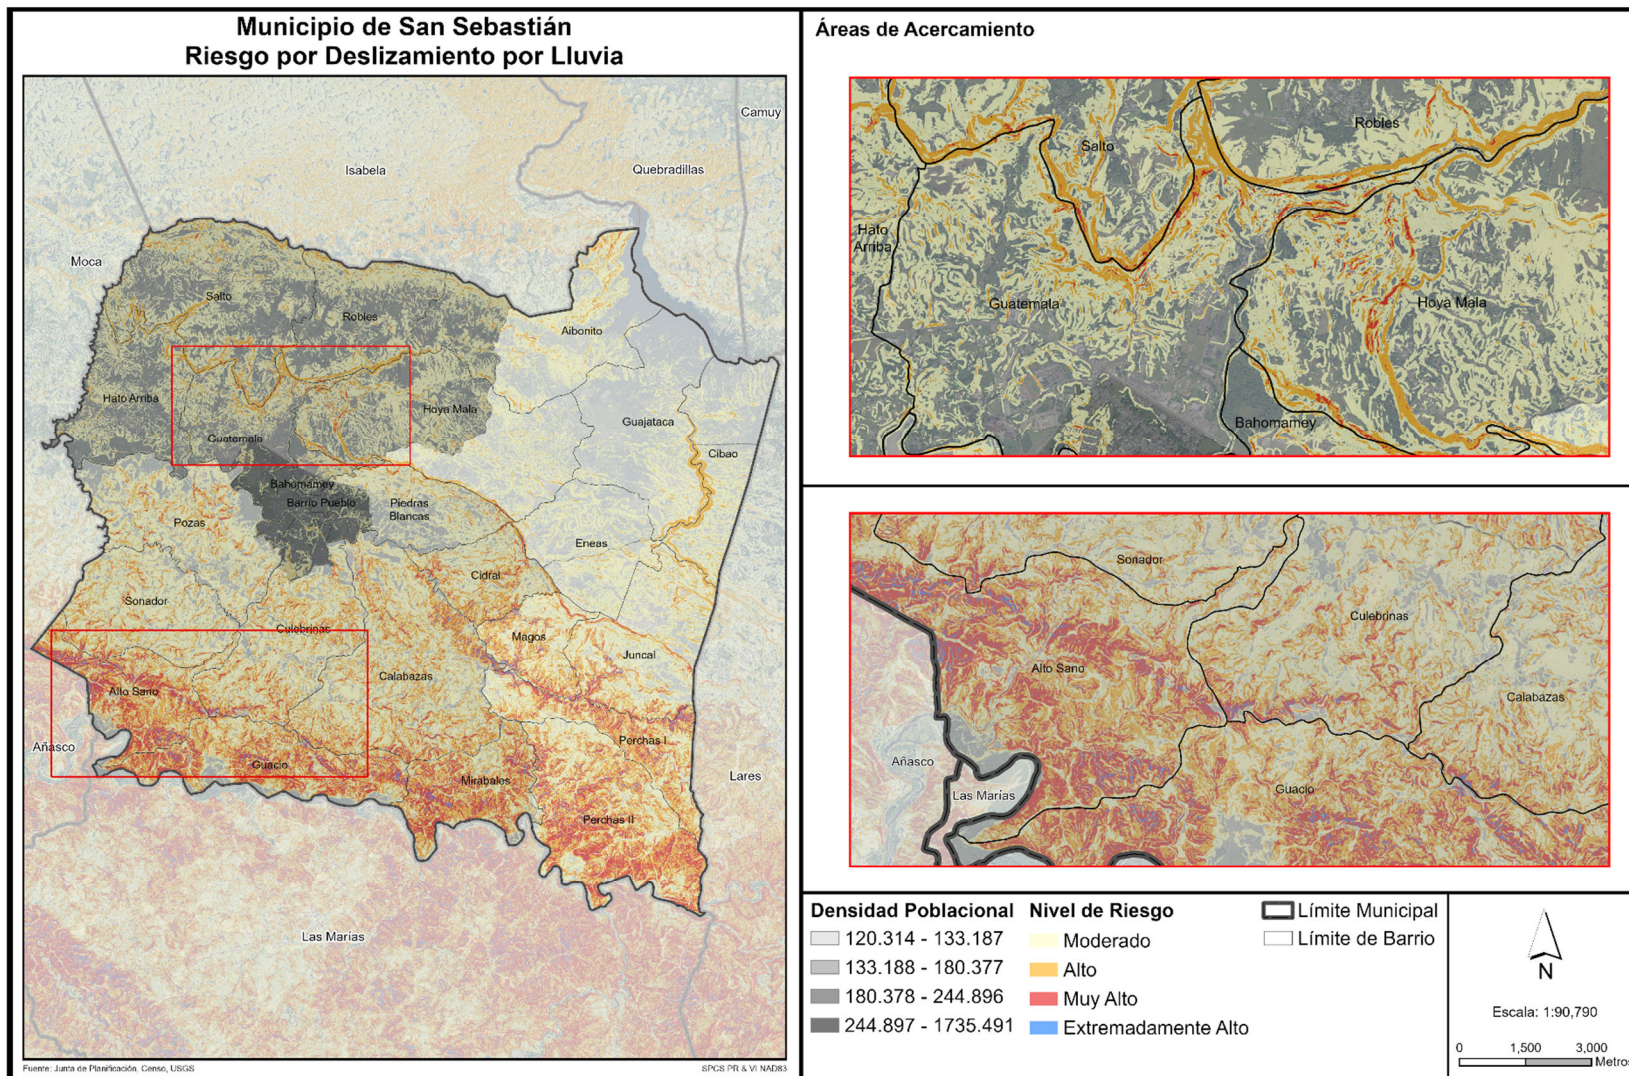 Municipio de San Sebastián
Riesgo por Deslizamiento por Lluvia
Camuy
Isabela
Quebradillas
Moca
Salto
Robles
Aibonito
Hato Arriba
Hoya Mala
Guajataca
Guatemala
Cibao
Bahomamey
Barrio Pueblo
Piedras
Blancas
Pozas
Eneas
Cidral
Sonador
Culebrinas
Magos
Juncal
Calabazas
Alto Sano
Añasco
Perchas I
Guacio
Mirabales
Lares
Perchas II
Las Marías
Fuente: Junta de Planificación, Censo, USGS
SPCS PR & VI NAD83
Áreas de Acercamiento
Robles
Salto
Hato
Arriba
Guatemala
Hoya Mala
Bahomamey
Sonador
Culebrinas
Alto Sano
Calabazas
Añasco
Las Marías
Guacio
Densidad Poblacional
120.314 - 133.187
133.188 - 180.377
180.378 - 244.896
244.897 - 1735.491
Nivel de Riesgo
Moderado
Alto
Muy Alto
Extremadamente Alto
Límite Municipal
Límite de Barrio
N
Escala: 1:90,790
0 1,500 3,000
Metros